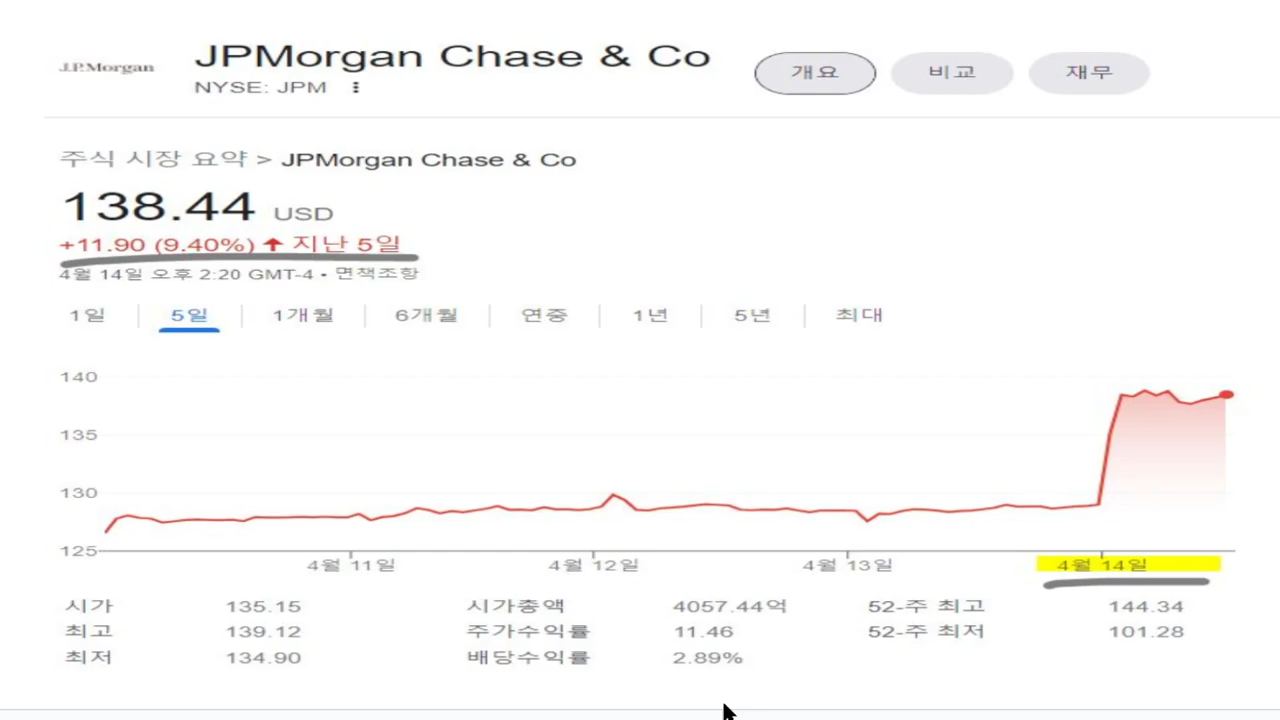 J.P.Morgan
JPMorgan Chase & Co
NYSE: JPM
개요 비교 재무
주식 시장 요약 > JPMorgan Chase & Co
138.44 USD
+11.90 (9.40%) ↑ 지난 5일
4월 14일 오후 2:20 GMT-4 • 면책조항
1일 5일 1개월 6개월 연중 1년 5년 최대
140
135
130
125
4월 11일 4월 12일 4월 13일 4월 14일
시가 135.15 시가총액 4057.44억 52-주 최고 144.34
최고 139.12 주가수익률 11.46 52-주 최저 101.28
최저 134.90 배당수익률 2.89%